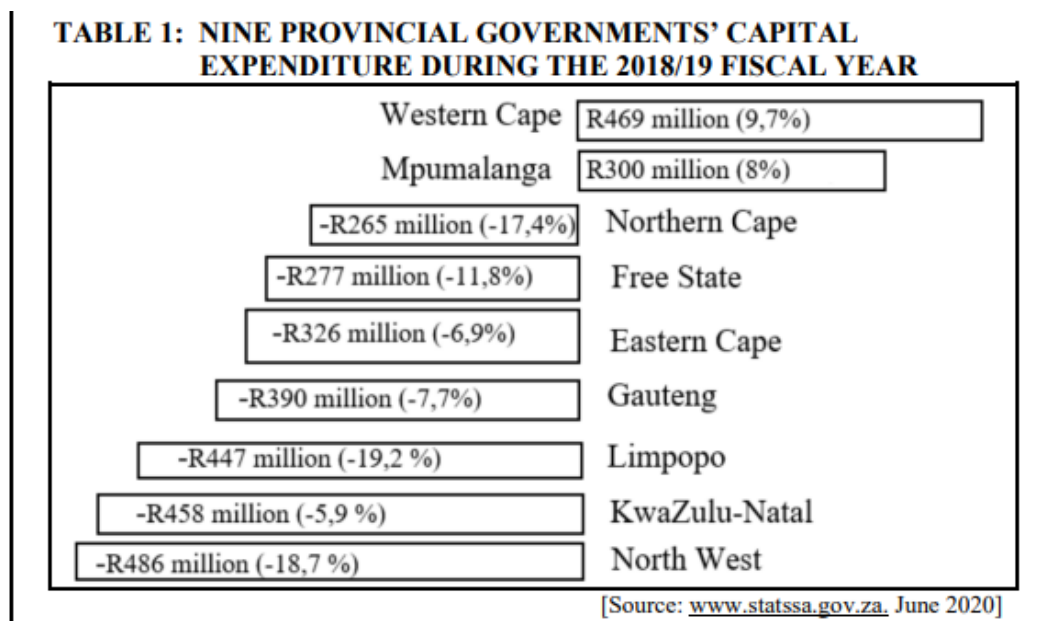 TABLE 1: NINE PROVINCIAL GOVERNMENTS’ CAPITAL
EXPENDITURE DURING THE 2018/19 FISCAL YEAR
Western Cape R469 million (9,7%)
Mpumalanga R300 million (8%)
-R265 million (-17,4%) Northern Cape
-R277 million (-11,8%) Free State
-R326 million (-6,9%) Eastern Cape
-R390 million (-7,7%) Gauteng
-R447 million (-19,2 %) Limpopo
-R458 million (-5,9 %) KwaZulu-Natal
-R486 million (-18,7 %) North West
[Source: www.statssa.gov.za. June 2020]